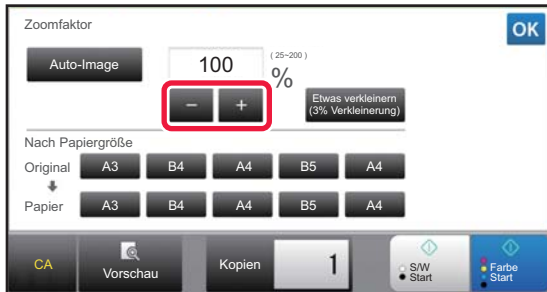 Zoomfaktor
OK
Auto-Image
100
( 25~200 )
%
− +
Etwas verkleinern
(3% Verkleinerung)
Nach Papiergröße
Original A3 B4 A4 B5 A4
Papier A3 B4 A4 B5 A4
CA
Vorschau
Kopien 1
S/W
Start
Farbe
Start